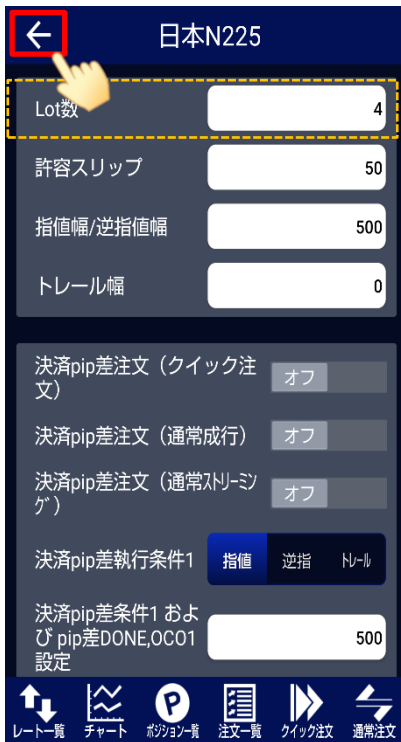 日本N225
Lot数 4
許容スリップ 50
指値幅/逆指値幅 500
トレール幅 0
決済pip差注文（クイック注
文） オフ
決済pip差注文（通常成行） オフ
決済pip差注文（通常ｽﾄﾘｰﾐﾝ
ｸﾞ） オフ
決済pip差執行条件1 指値 逆指 ﾄﾚｰﾙ
決済pip差条件1 およ
び pip差DONE,OCO1 500
設定
レート一覧 チャート ﾎﾟｼﾞｼｮﾝ一覧 注文一覧 クイック注文 通常注文